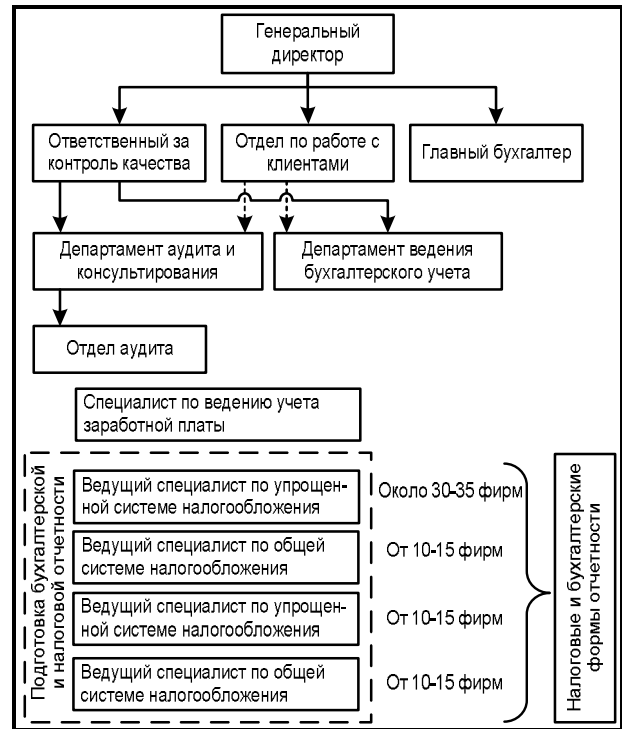 Генеральный
директор
Ответственный за
контроль качества
Отдел по работе с
клиентами
Главный бухгалтер
Департамент аудита и
консультирования
Департамент ведения
бухгалтерского учета
Отдел аудита
Специалист по ведению учета
заработной платы
Подготовка бухгалтерской
и налоговой отчетности
Ведущий специалист по упрощен-
ной системе налогообложения
Около 30-35 фирм
Ведущий специалист по общей
системе налогообложения
От 10-15 фирм
Ведущий специалист по упрощен-
ной системе налогообложения
От 10-15 фирм
Ведущий специалист по общей
системе налогообложения
От 10-15 фирм
Налоговые и бухгалтерские
формы отчетности